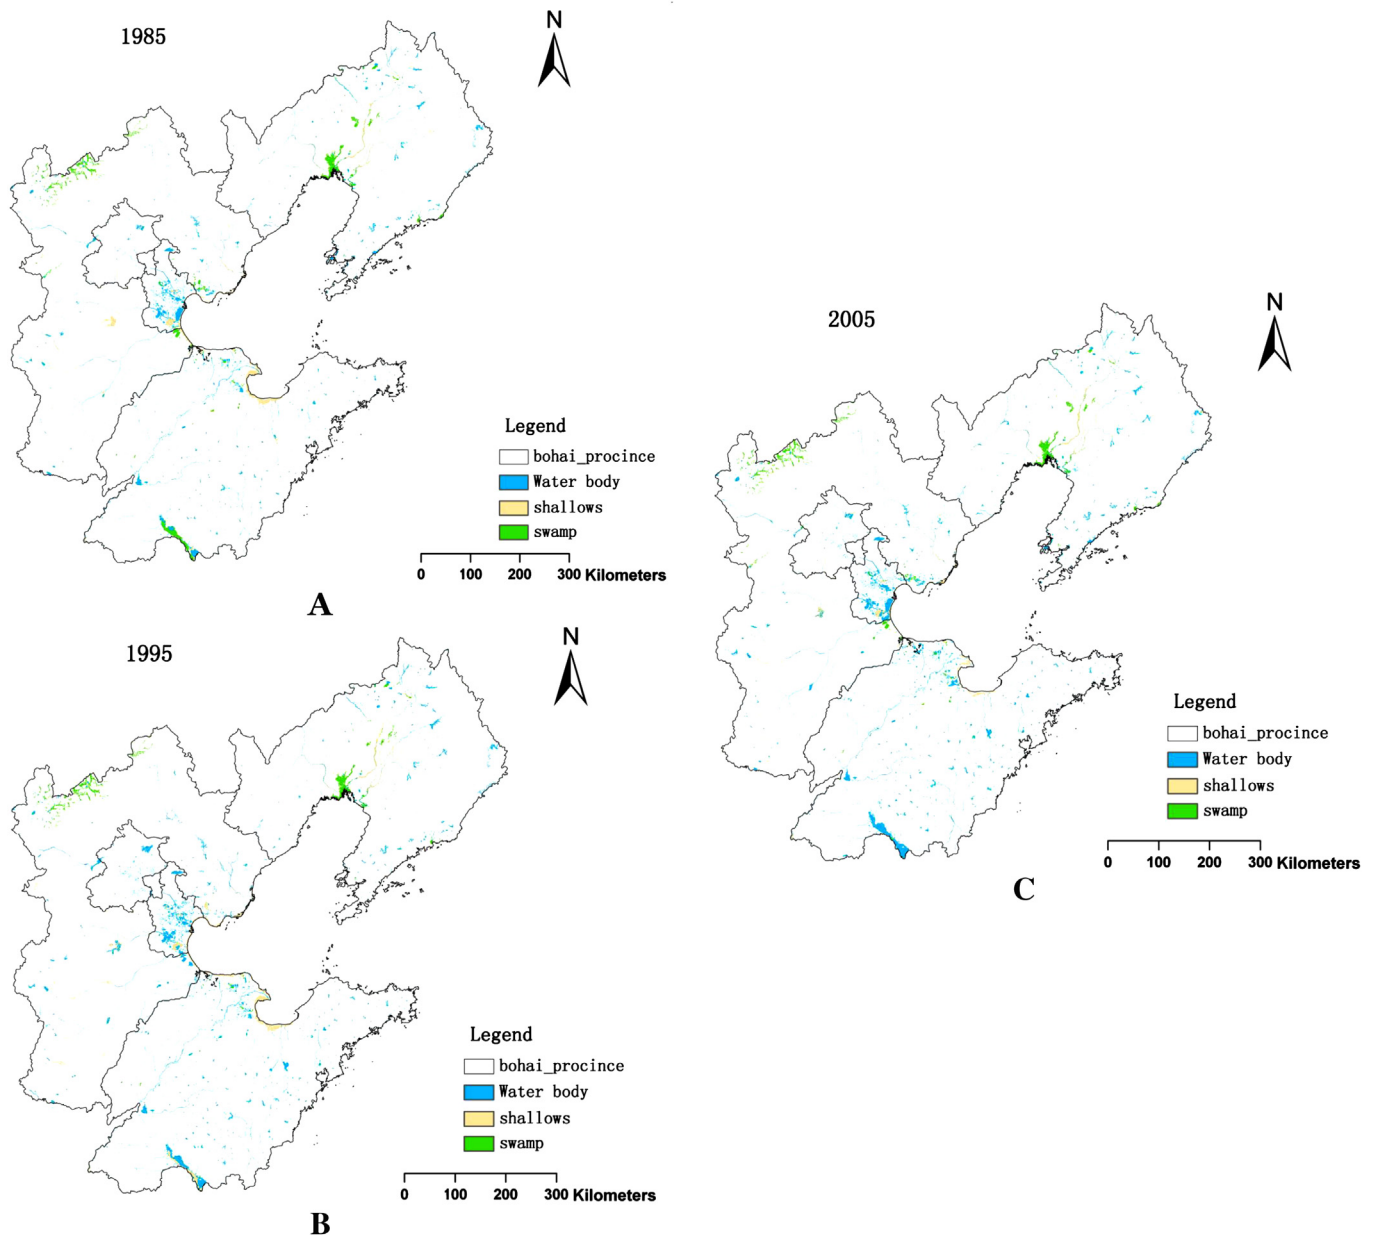 1985
N
Legend
bohai_procince
Water body
shallows
swamp
0 100 200 300 Kilometers
A
1995
N
Legend
bohai_procince
Water body
shallows
swamp
0 100 200 300 Kilometers
B
2005
N
Legend
bohai_procince
Water body
shallows
swamp
0 100 200 300 Kilometers
C